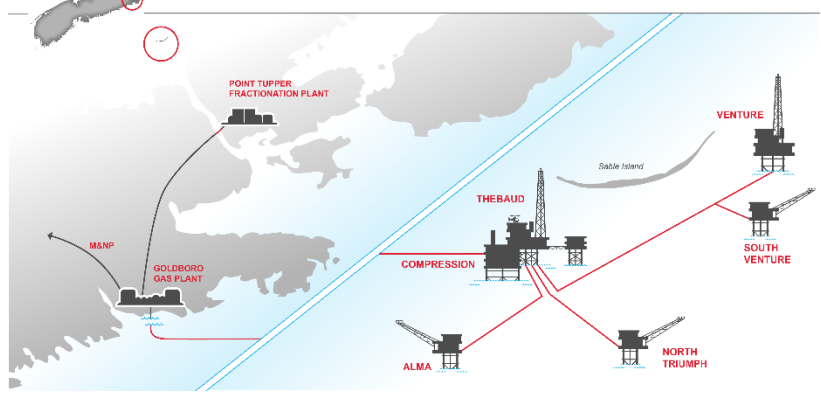 POINT TUPPER
FRACTIONATION PLANT
VENTURE
Sable Island
THEBAUD
M&NP
GOLDBORO
GAS PLANT
COMPRESSION
SOUTH
VENTURE
ALMA
NORTH
TRIUMPH